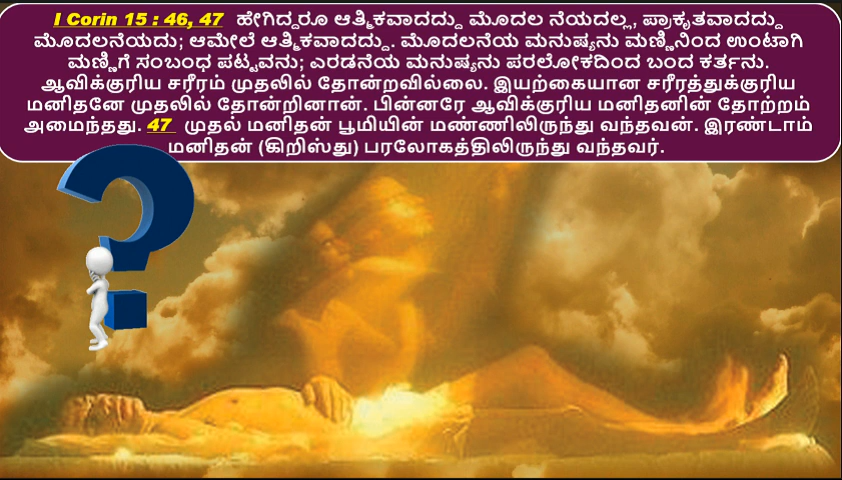 I Corin 15 : 46, 47 ಹೇಗಿದ್ದರೂ ಆತ್ಮಿಕವಾದದ್ದು ಮೊದಲ ನೆಯದಲ್ಲ, ಪ್ರಾಕೃತವಾದದ್ದು
ಮೊದಲನೆಯದು; ಆಮೇಲೆ ಆತ್ಮಿಕವಾದದ್ದು. ಮೊದಲನೆಯ ಮನುಷ್ಯನು ಮಣ್ಣಿನಿಂದ ಉಂಟಾಗಿ
ಮಣ್ಣಿಗೆ ಸಂಬಂಧ ಪಟ್ಟವನು; ಎರಡನೆಯ ಮನುಷ್ಯನು ಪರಲೋಕದಿಂದ ಬಂದ ಕರ್ತನು.
ஆவிக்குரிய சரீரம் முதலில் தோன்றவில்லை. இயற்கையான சரீரத்துக்குரிய
மனிதனே முதலில் தோன்றினான். பின்னரே ஆவிக்குரிய மனிதனின் தோற்றம்
அமைந்தது. 47 முதல் மனிதன் பூமியின் மண்ணிலிருந்து வந்தவன். இரண்டாம்
மனிதன் (கிறிஸ்து) பரலோகத்திலிருந்து வந்தவர்.